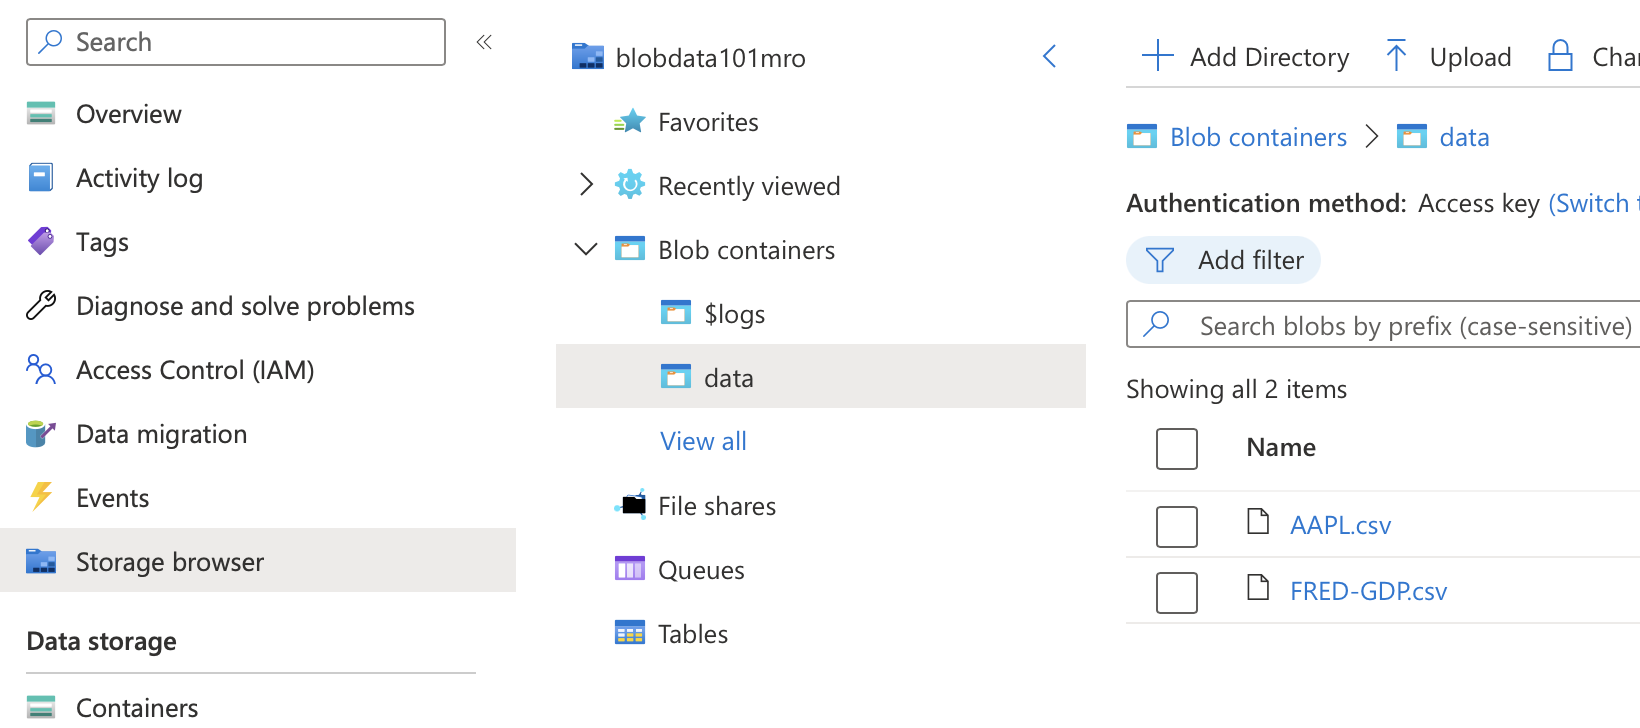 Search
Overview
Activity log
Tags
Diagnose and solve problems
Access Control (IAM)
Data migration
Events
Storage browser
Data storage
Containers
blobdata101mro
Favorites
Recently viewed
Blob containers
$logs
data
View all
File shares
Queues
Tables
Add Directory Upload
Blob containers > data
Authentication method: Access key (Switch
Add filter
Search blobs by prefix (case-sensitive)
Showing all 2 items
Name
AAPL.csv
FRED-GDP.csv